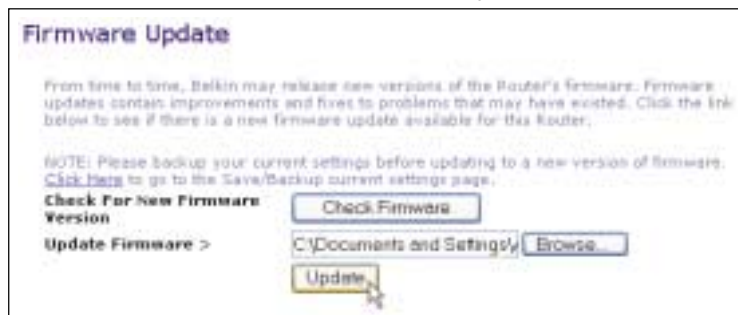 Firmware Update
From time to time, Belkin may release new versions of the Router's firmware. Firmware
updates contain improvements and fixes to problems that may have existed. Click the link
below to see if there is a new firmware update available for this Router.
NOTE: Please backup your current settings before updating to a new version of firmware.
Click Here to go to the Save/Backup current settings page.
Check For New Firmware
Version
Check Firmware
Update Firmware >
C:\Documents and Settings\
Browse...
Update